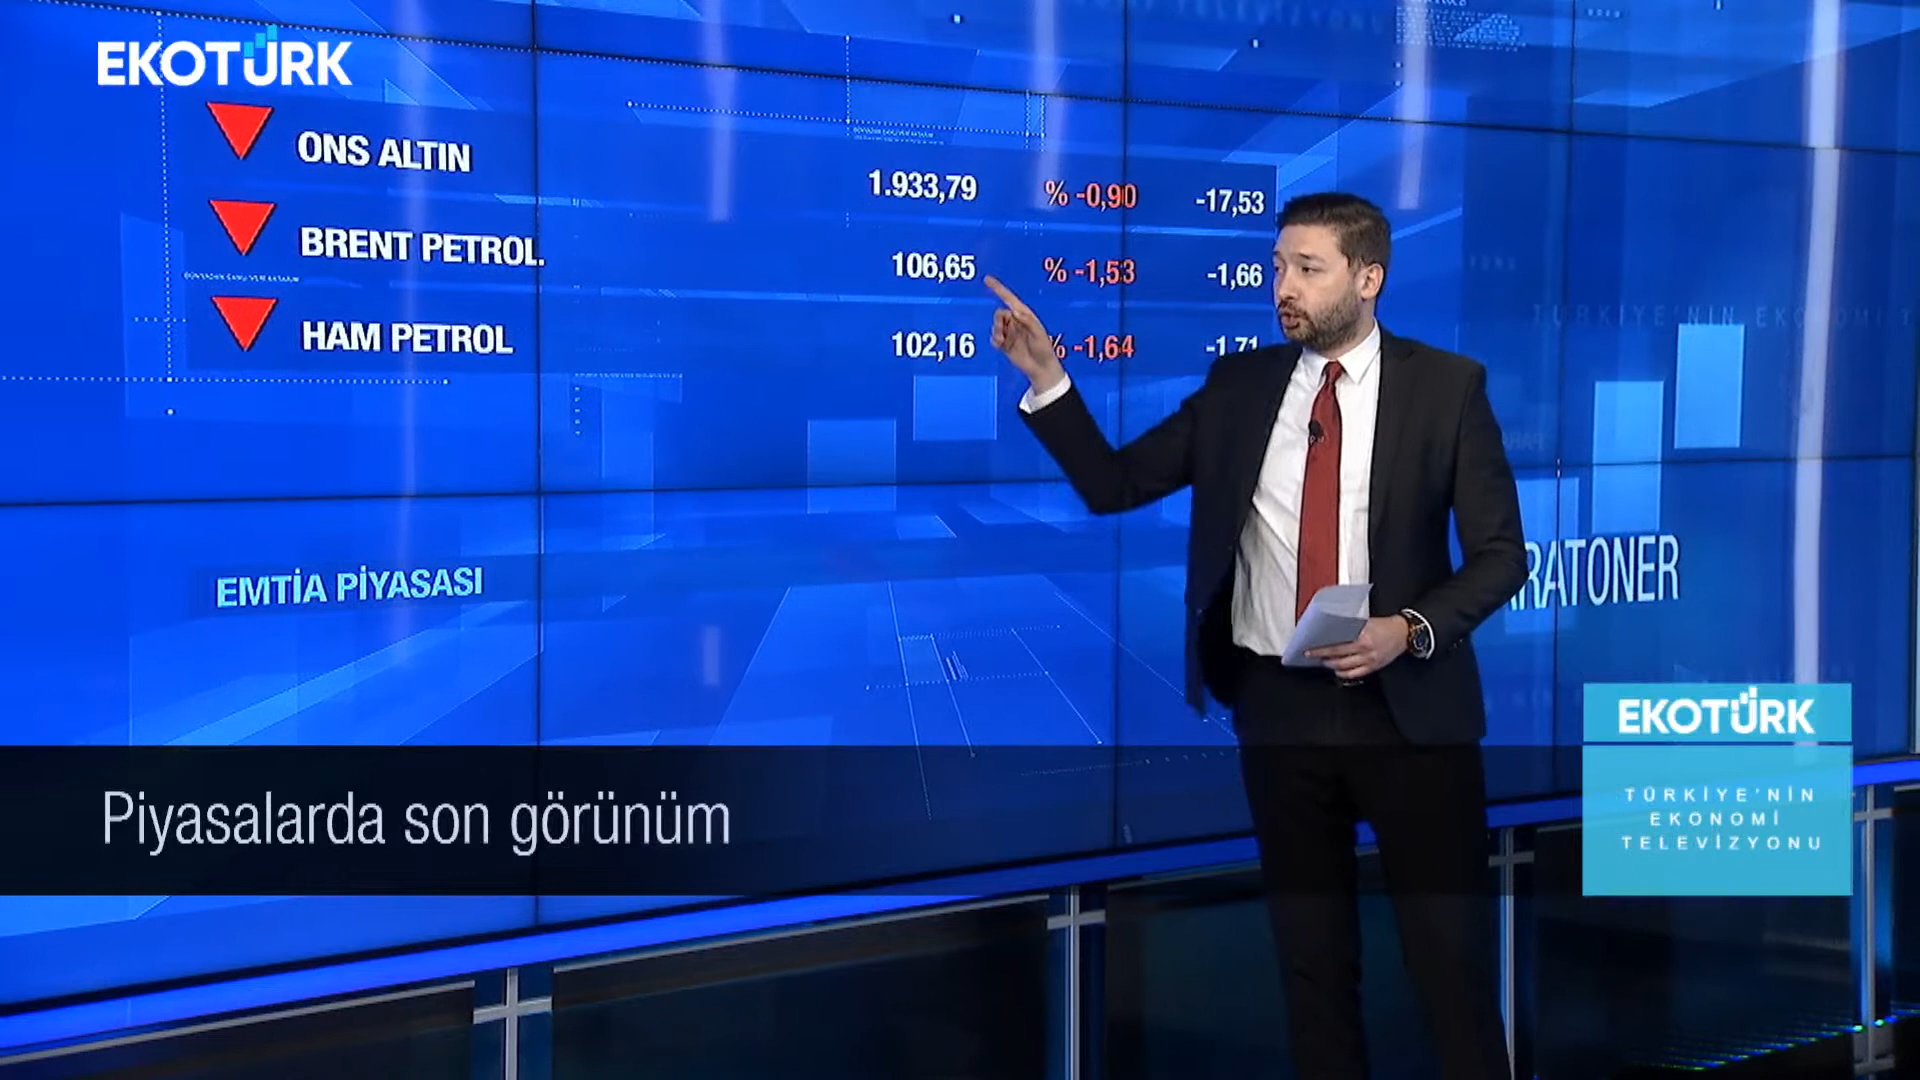 EKOTÜRK
ONS ALTIN 1.933,79 % -0,90 -17,53
BRENT PETROL. 106,65 % -1,53 -1,66
HAM PETROL 102,16 % -1,64 -1,71
EMTİA PİYASASI
RATONER
Piyasalarda son görünüm
EKOTÜRK
TÜRKİYE'NİN
EKONOMİ
TELEVİZYONU